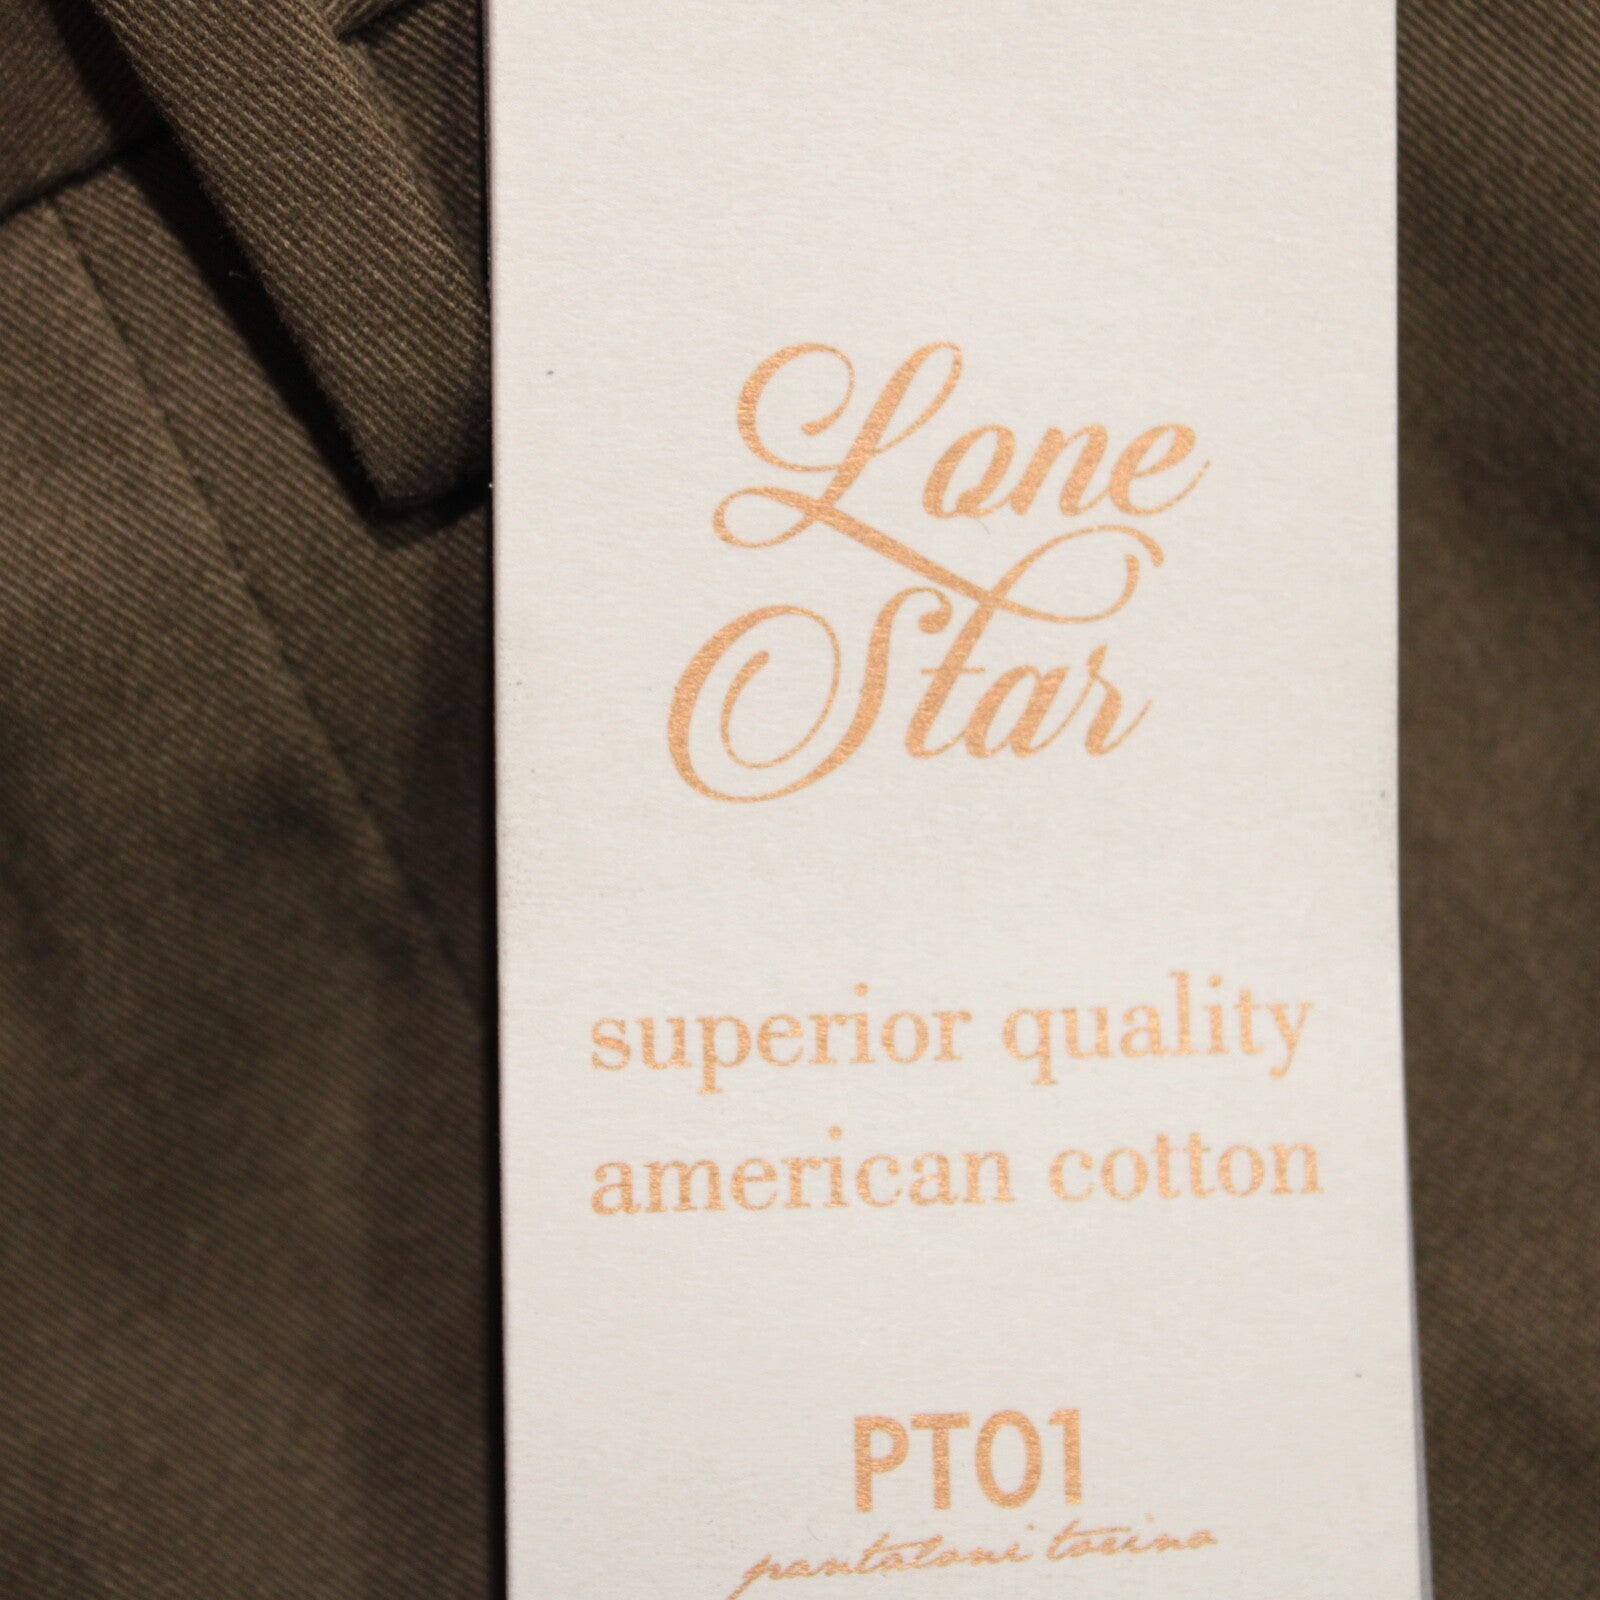 Lone
Star
superior quality
american cotton
PT01
pantaloni torino